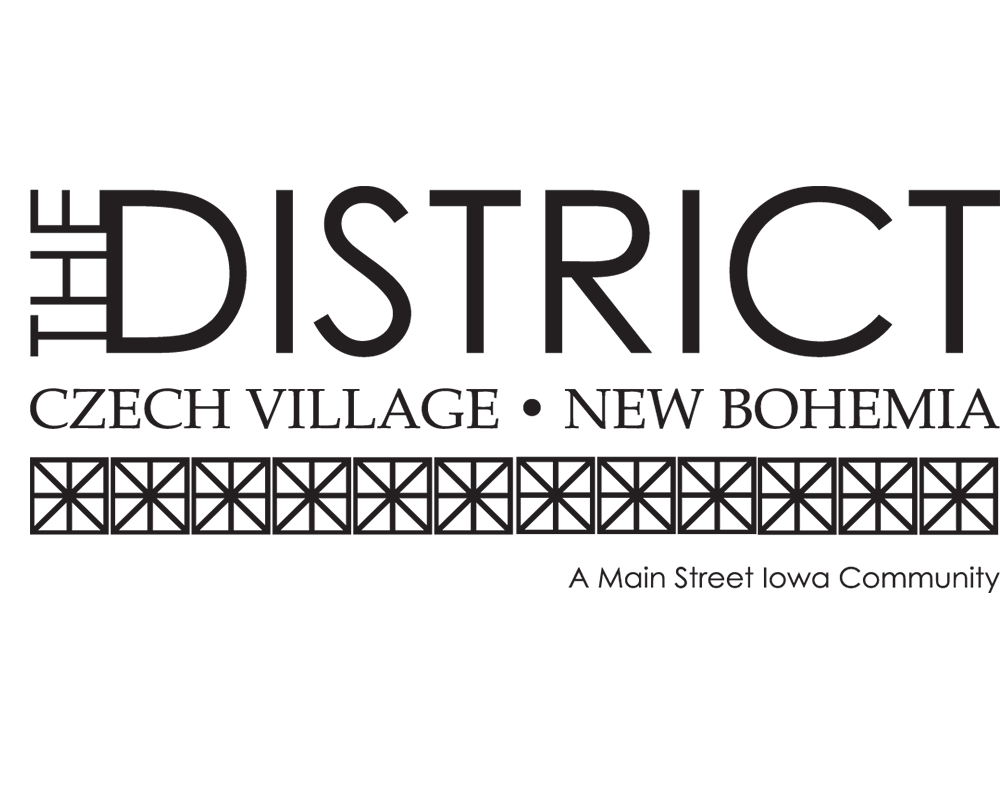 THE DISTRICT
CZECH VILLAGE • NEW BOHEMIA
A Main Street Iowa Community